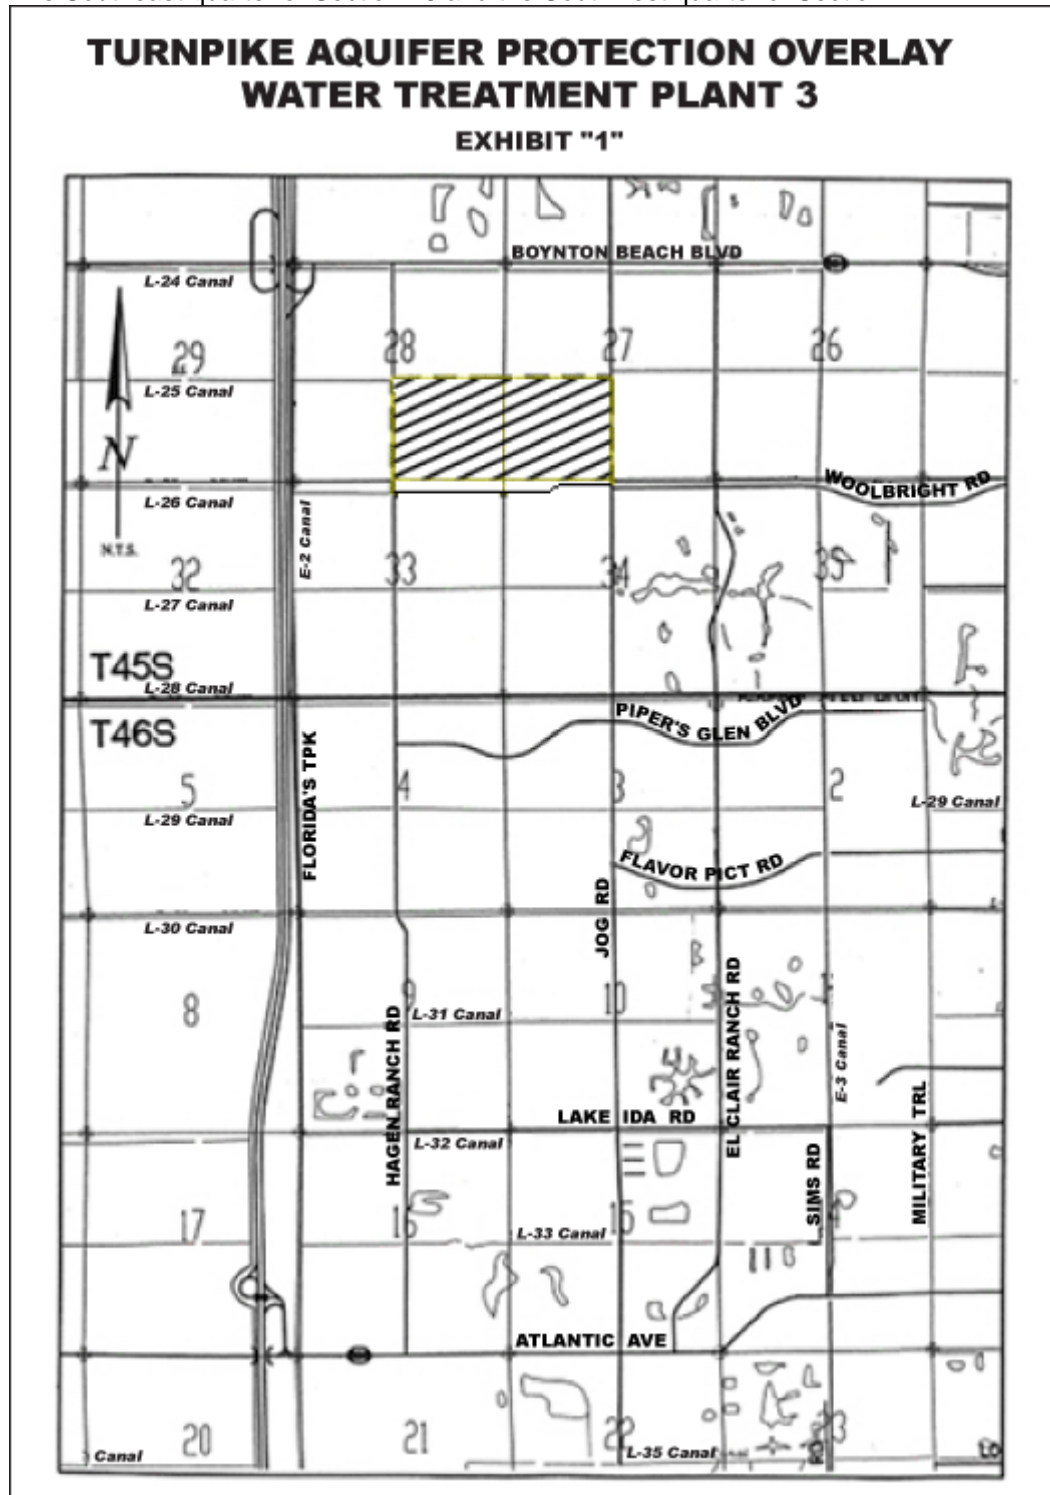 TURNPIKE AQUIFER PROTECTION OVERLAY
WATER TREATMENT PLANT 3
EXHIBIT "1"
BOYNTON BEACH BLVD
L-24 Canal
29
28
27
26
L-25 Canal
N
WOOLBRIGHT RD
L-26 Canal
N.T.S.
E-2 Canal
32
33
34
35
L-27 Canal
T45S
L-28 Canal
T46S
PIPER'S GLEN BLVD
FLORIDA'S TPK
5
4
3
2
L-29 Canal
L-29 Canal
FLAVOR PICT RD
JOG RD
L-30 Canal
EL CLAIR RANCH RD
8
9
10
L-31 Canal
HAGEN RANCH RD
E-3 Canal
LAKE IDA RD
L-32 Canal
MILITARY TRL
L SIMS RD
17
16
15
L-33 Canal
ATLANTIC AVE
20
21
22
23
Canal
L-35 Canal
RD
LO